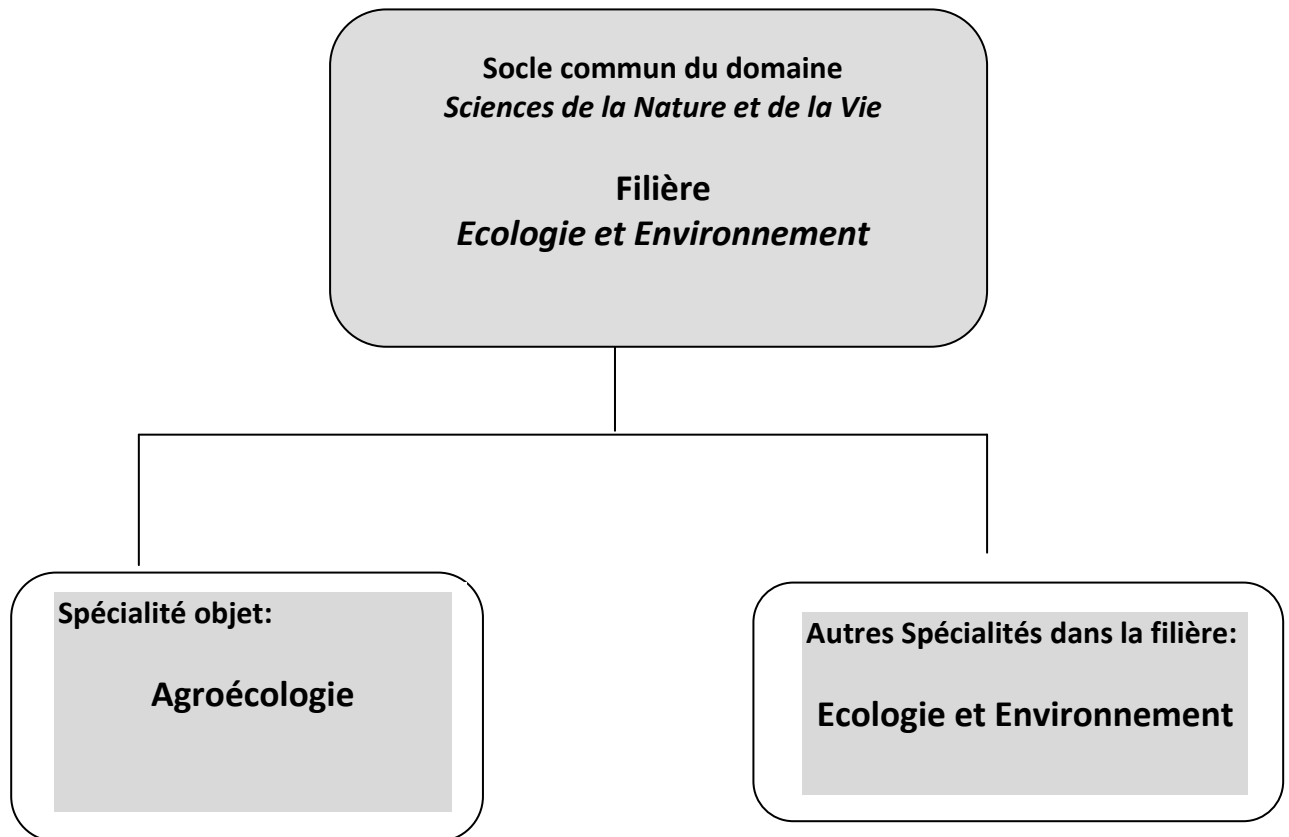 Socle commun du domaine
Sciences de la Nature et de la Vie
Filière
Ecologie et Environnement
Spécialité objet:
Agroécologie
Autres Spécialités dans la filière:
Ecologie et Environnement